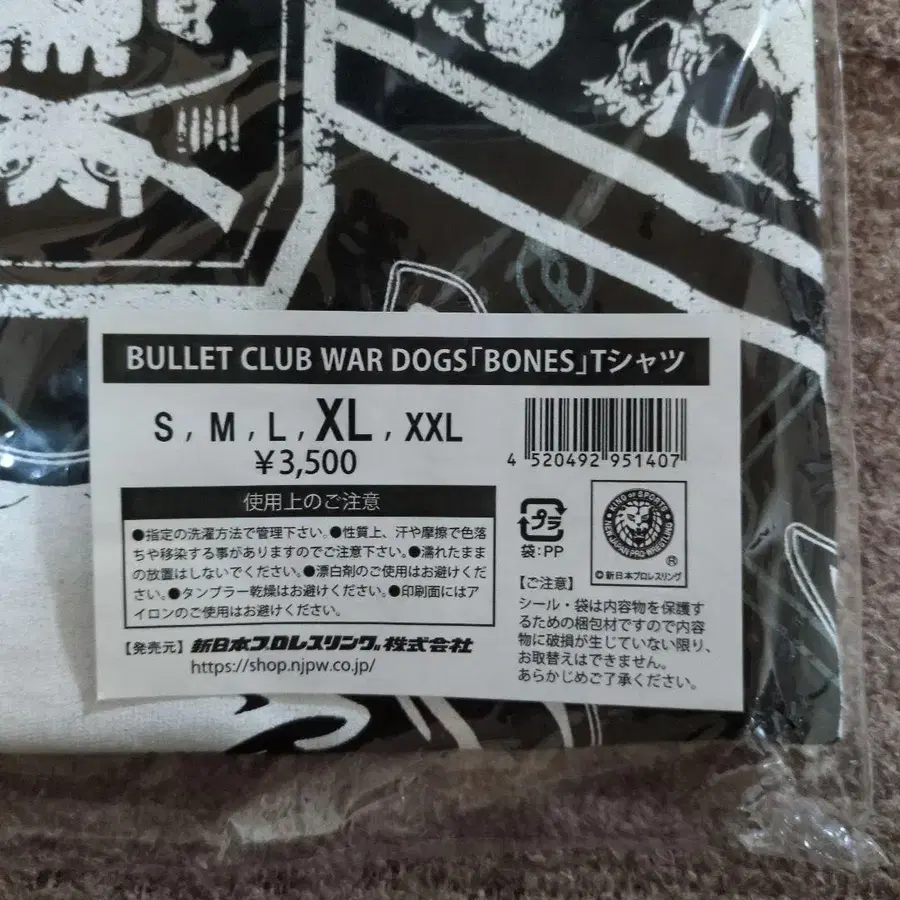 BULLET CLUB WAR DOGS「BONES」Tシャツ
S , M , L , XL , XXL
¥3,500
4 520492 951407
使用上のご注意
●指定の洗濯方法で管理下さい。●性質上、汗や摩擦で色落
ちや移染する事がありますのでご注意下さい。●濡れたまま
の放置はしないでください。●漂白剤のご使用はお避けくだ
さい。●タンブラー乾燥はお避けください。●印刷面にはア
イロンのご使用はお避けください。
【発売元】新日本プロレスリング株式会社
https://shop.njpw.co.jp/
プラ
袋:PP
KING OF SPORTS
NEW JAPAN PRO-WRESTLING
®
©新日本プロレスリング
【ご注意】
シール・袋は内容物を保護す
るための梱包材ですので内容
物に破損が生じていない限り、
お取替えはできません。
あらかじめご了承ください。